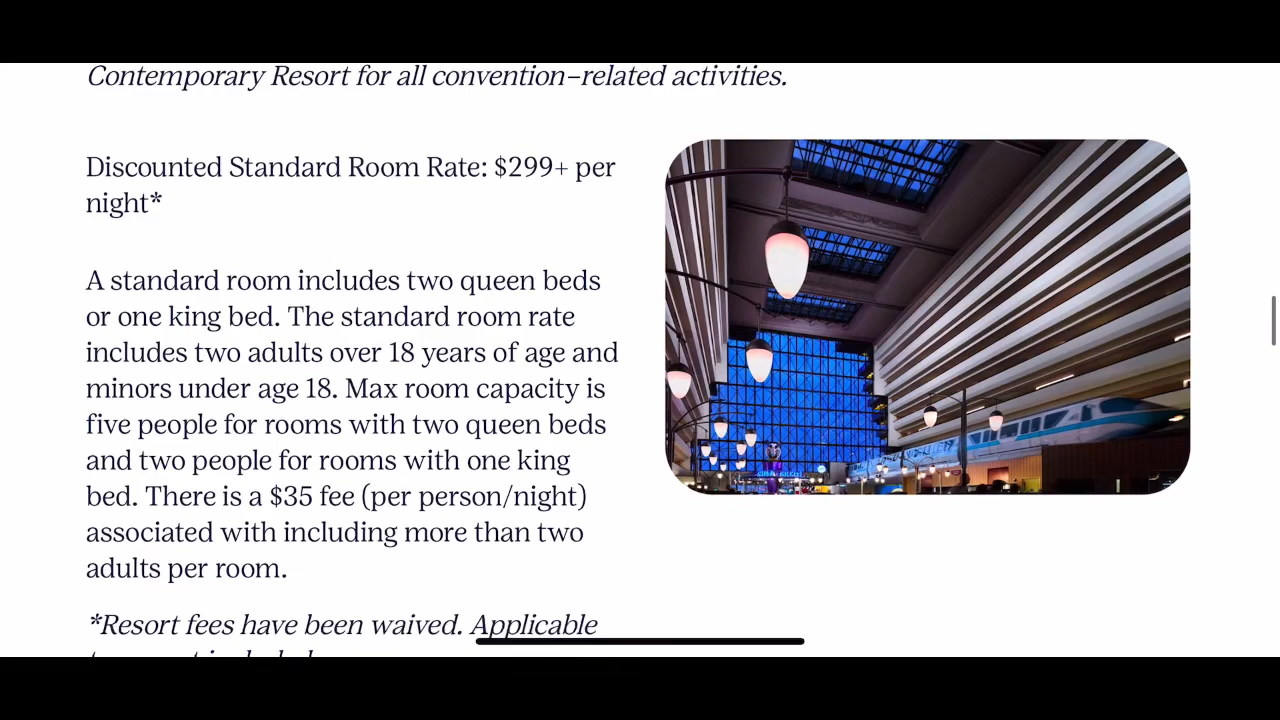 Contemporary Resort for all convention-related activities.
Discounted Standard Room Rate: $299+ per
night*
A standard room includes two queen beds
or one king bed. The standard room rate
includes two adults over 18 years of age and
minors under age 18. Max room capacity is
five people for rooms with two queen beds
and two people for rooms with one king
bed. There is a $35 fee (per person/night)
associated with including more than two
adults per room.
*Resort fees have been waived. Applicable